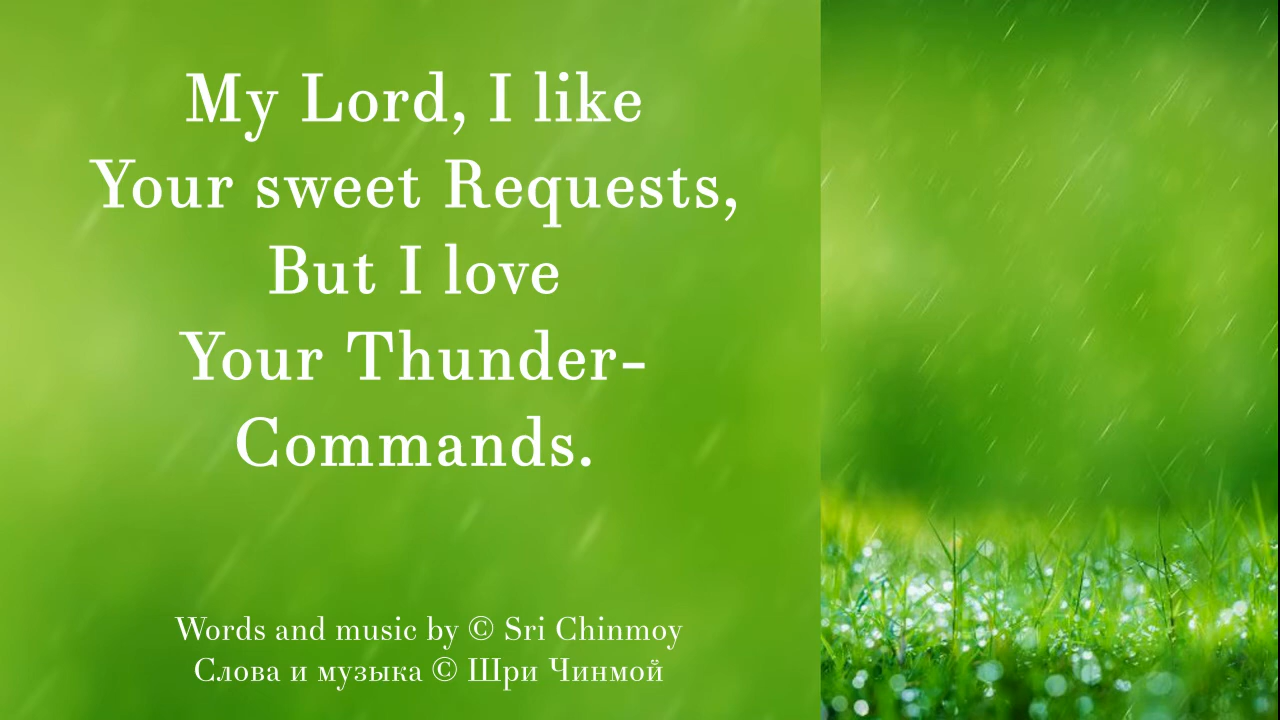 My Lord, I like
Your sweet Requests,
But I love
Your Thunder-
Commands.
Words and music by © Sri Chinmoy
Слова и музыка © Шри Чинмой